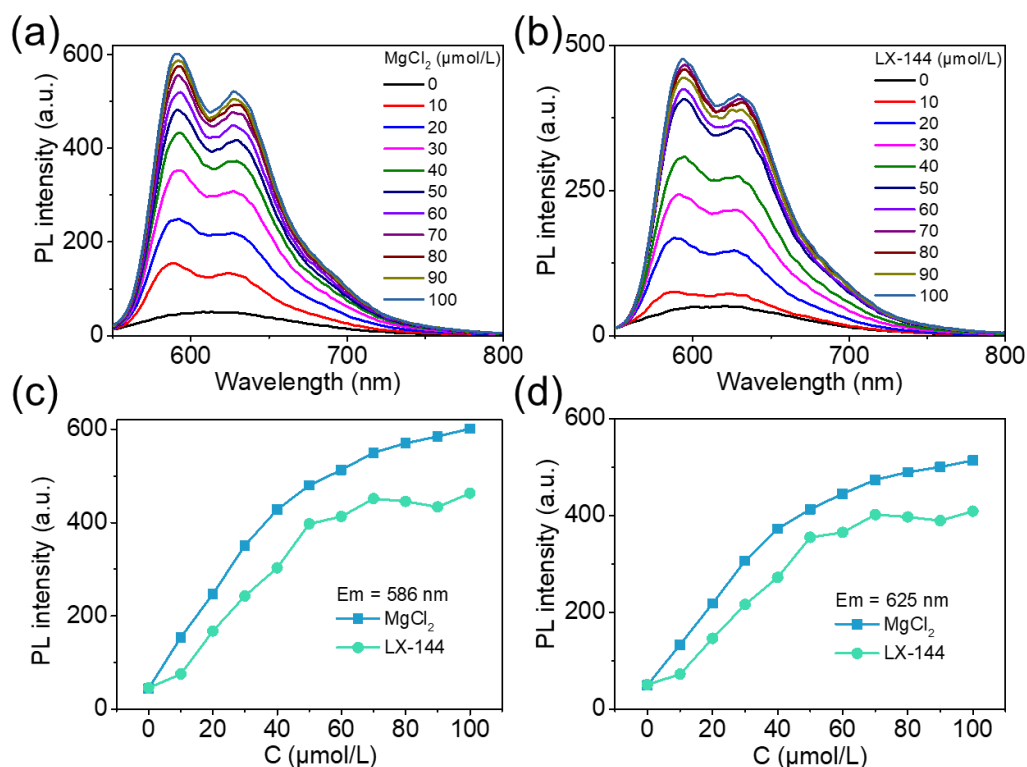 (a)
PL intensity (a.u.)
600
400
200
0
600
700
800
Wavelength (nm)
MgCl₂ (μmol/L)
0
10
20
30
40
50
60
70
80
90
100
(b)
PL intensity (a.u.)
500
250
0
600
700
800
Wavelength (nm)
LX-144 (μmol/L)
0
10
20
30
40
50
60
70
80
90
100
(c)
PL intensity (a.u.)
600
400
200
0
0
20
40
60
80
100
C (μmol/L)
Em = 586 nm
MgCl₂
LX-144
(d)
PL intensity (a.u.)
600
400
200
0
0
20
40
60
80
100
C (μmol/L)
Em = 625 nm
MgCl₂
LX-144